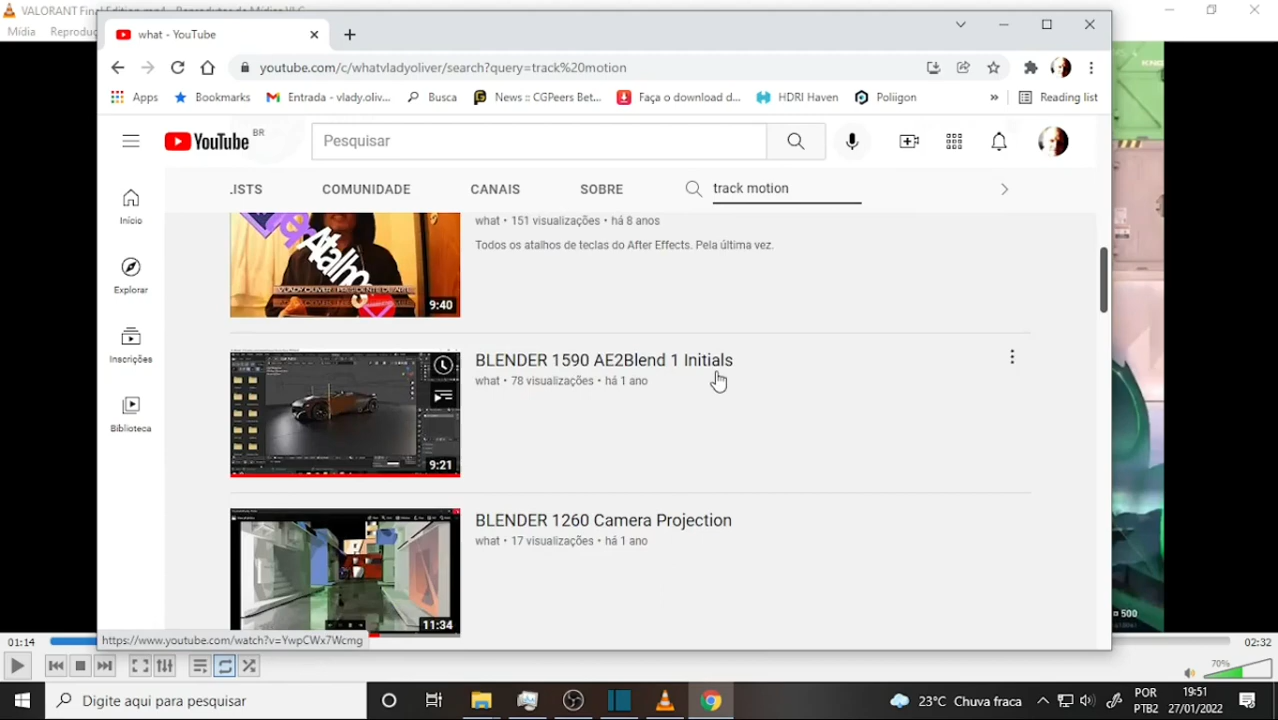 VALORANT Final Edition.mp4 - Reprodutor de Mídias VLC
Mídia Reproduç
what - YouTube
youtube.com/c/whatvladyoliver/search?query=track%20motion
Apps Bookmarks Entrada - vlady.oliv... Busca News :: CGPeers Bet... Faça o download d... HDRI Haven Poliigon » Reading list
YouTube BR Pesquisar
LISTS COMUNIDADE CANAIS SOBRE track motion
Início
Explorar
Inscrições
Biblioteca
what • 151 visualizações • há 8 anos
Todos os atalhos de teclas do After Effects. Pela última vez.
9:40
BLENDER 1590 AE2Blend 1 Initials
what • 78 visualizações • há 1 ano
9:21
BLENDER 1260 Camera Projection
what • 17 visualizações • há 1 ano
11:34
500
https://www.youtube.com/watch?v=YwpCWx7Wcmg
01:14 02:32
70%
Digite aqui para pesquisar
23°C Chuva fraca
POR
PTB2
19:51
27/01/2022